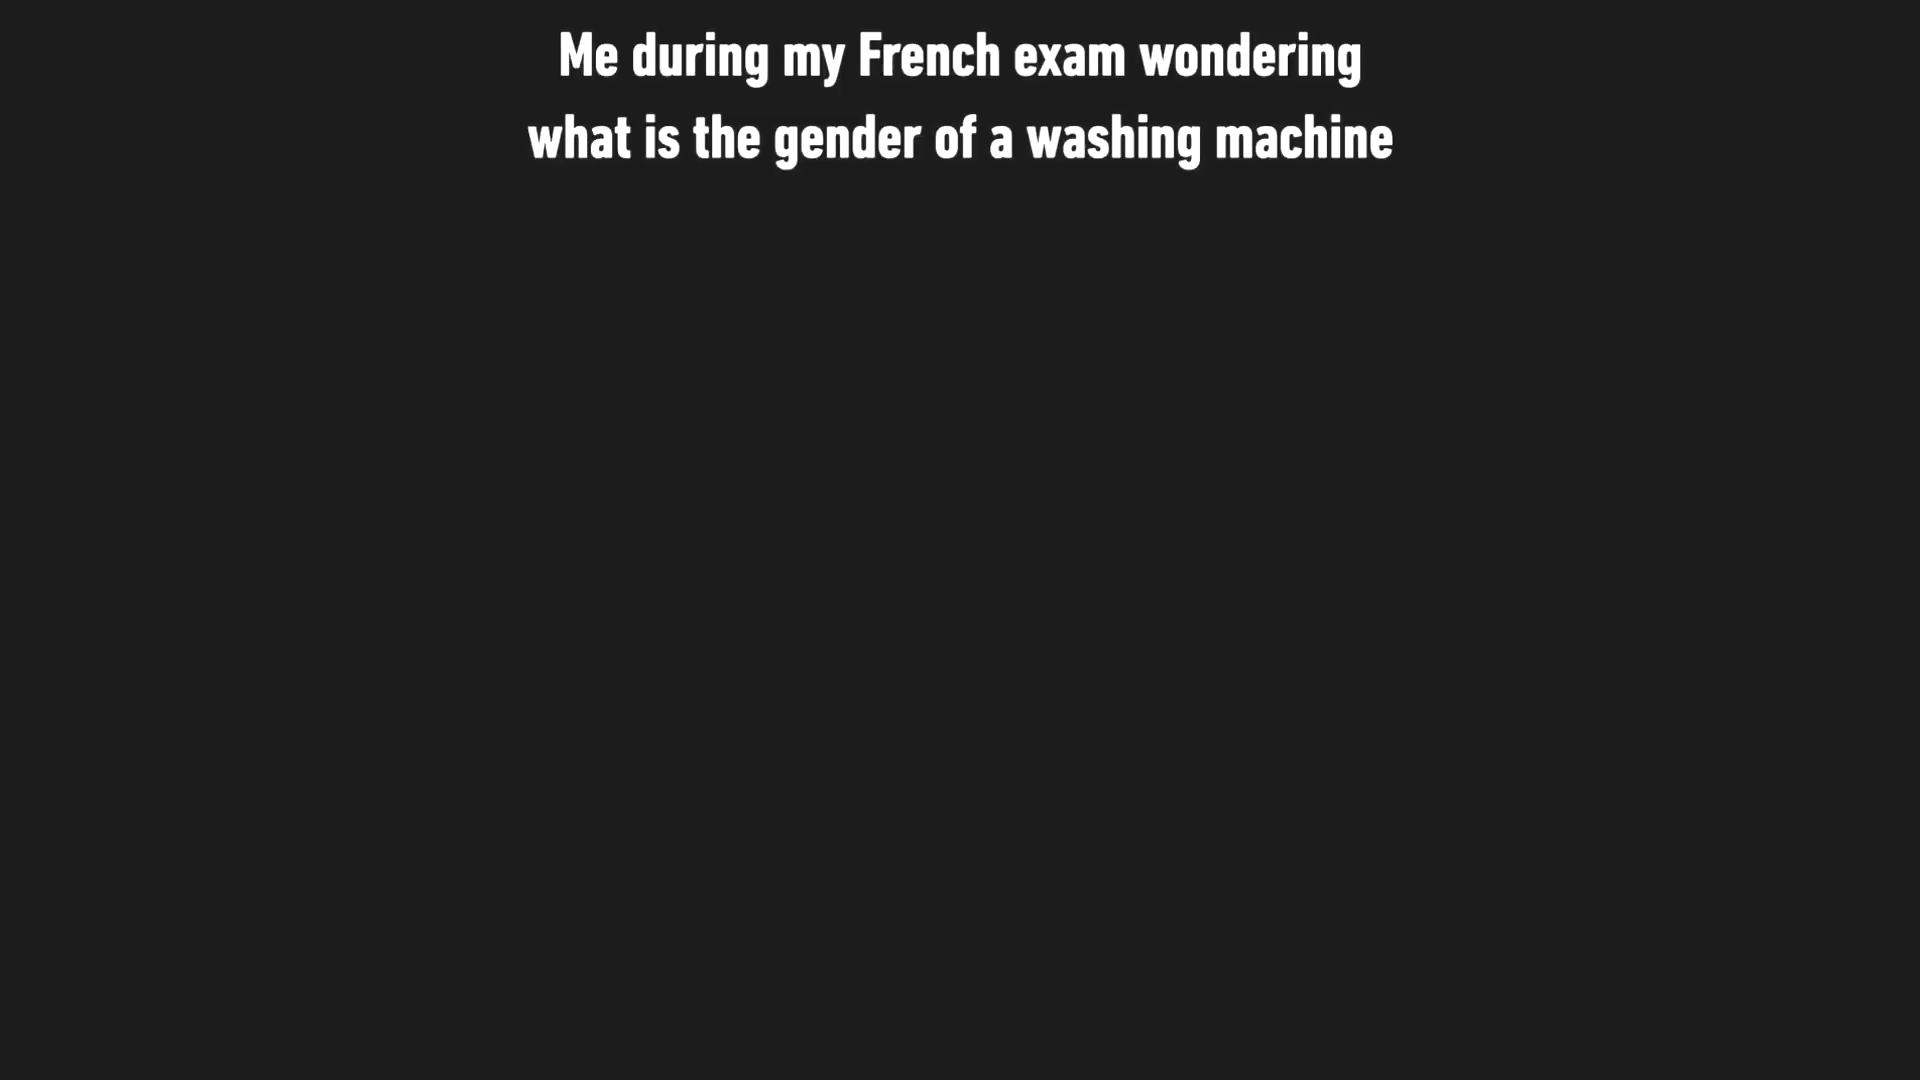 Me during my French exam wondering
what is the gender of a washing machine